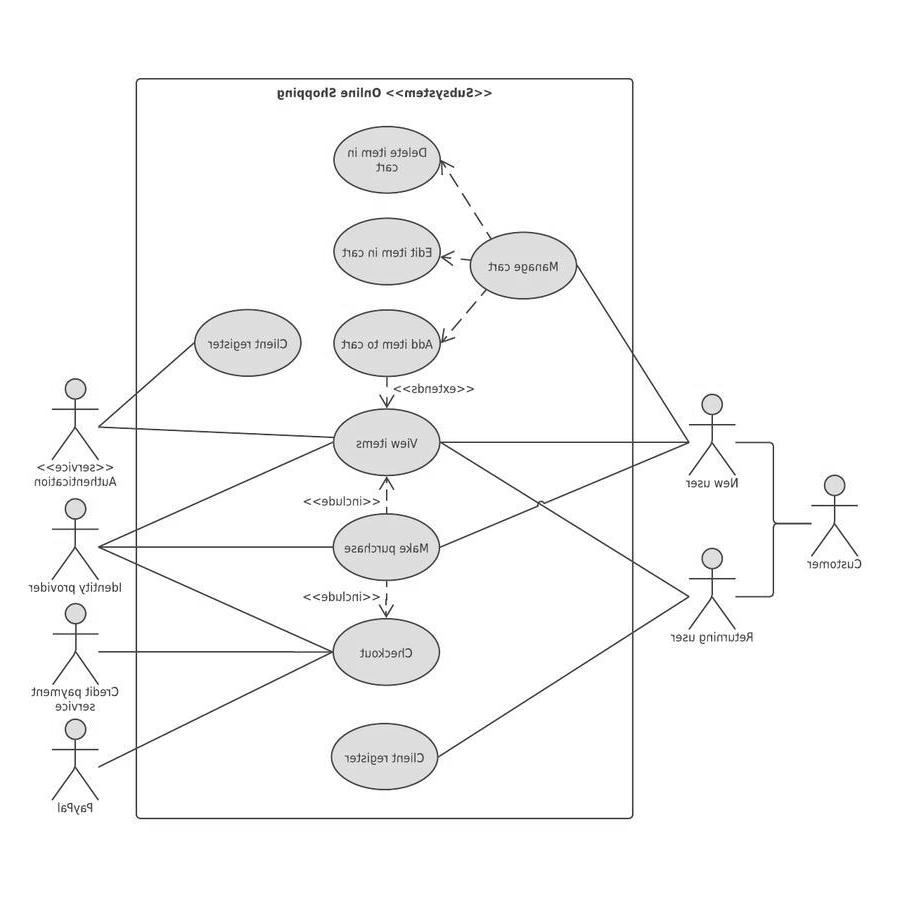 <<Subsystem>> Online Shopping
Delete item in
cart
Edit item in cart
Manage cart
Client register
Add item to cart
<<extends>>
View items
<<service>>
Authentication
New user
<<include>>
Make purchase
Customer
Identity provider
<<include>>
Returning user
Checkout
Credit payment
service
Client register
PayPal